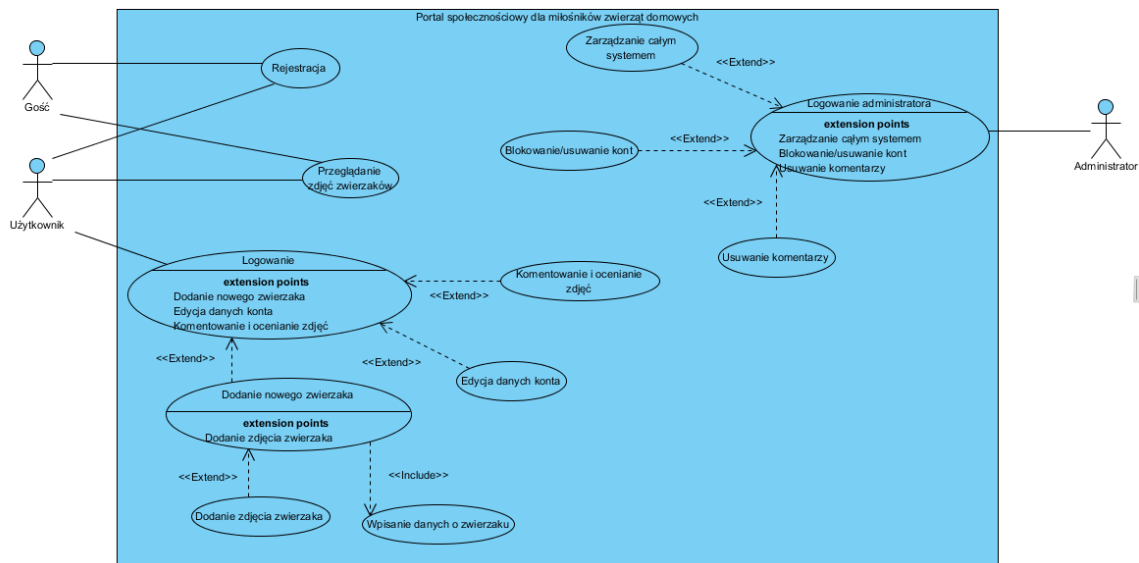 Portal społecznościowy dla miłośników zwierząt domowych
Zarządzanie całym
systemem
<<Extend>>
Gość
Rejestracja
Logowanie administratora
extension points
Zarządzanie całym systemem
Blokowanie/usuwanie kont
Usuwanie komentarzy
Administrator
<<Extend>>
Blokowanie/usuwanie kont
Użytkownik
Przeglądanie
zdjęć zwierzaków
<<Extend>>
Usuwanie komentarzy
Logowanie
extension points
Dodanie nowego zwierzaka
Edycja danych konta
Komentowanie i ocenianie zdjęć
Komentowanie i ocenianie
zdjęć
<<Extend>>
<<Extend>>
<<Extend>>
Edycja danych konta
Dodanie nowego zwierzaka
extension points
Dodanie zdjęcia zwierzaka
<<Extend>>
<<Include>>
Dodanie zdjęcia zwierzaka
Wpisanie danych o zwierzaku